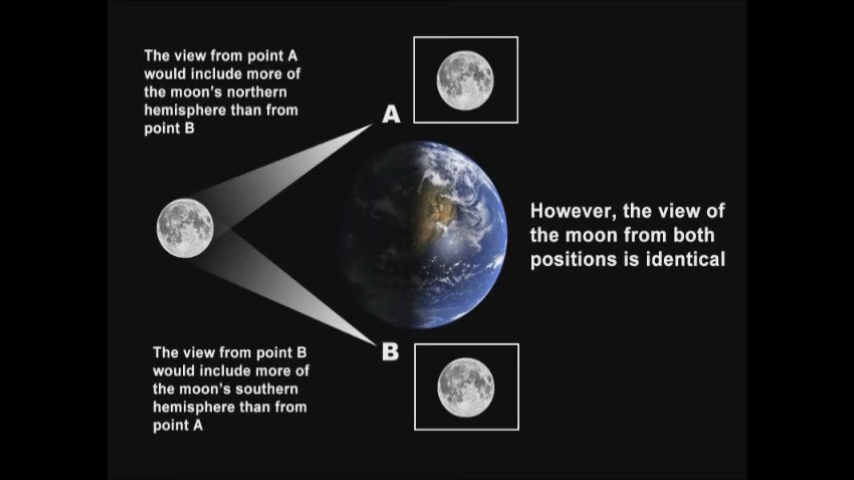 The view from point A
would include more of
the moon's northern
hemisphere than from
point B
A
However, the view of
the moon from both
positions is identical
B
The view from point B
would include more of
the moon's southern
hemisphere than from
point A